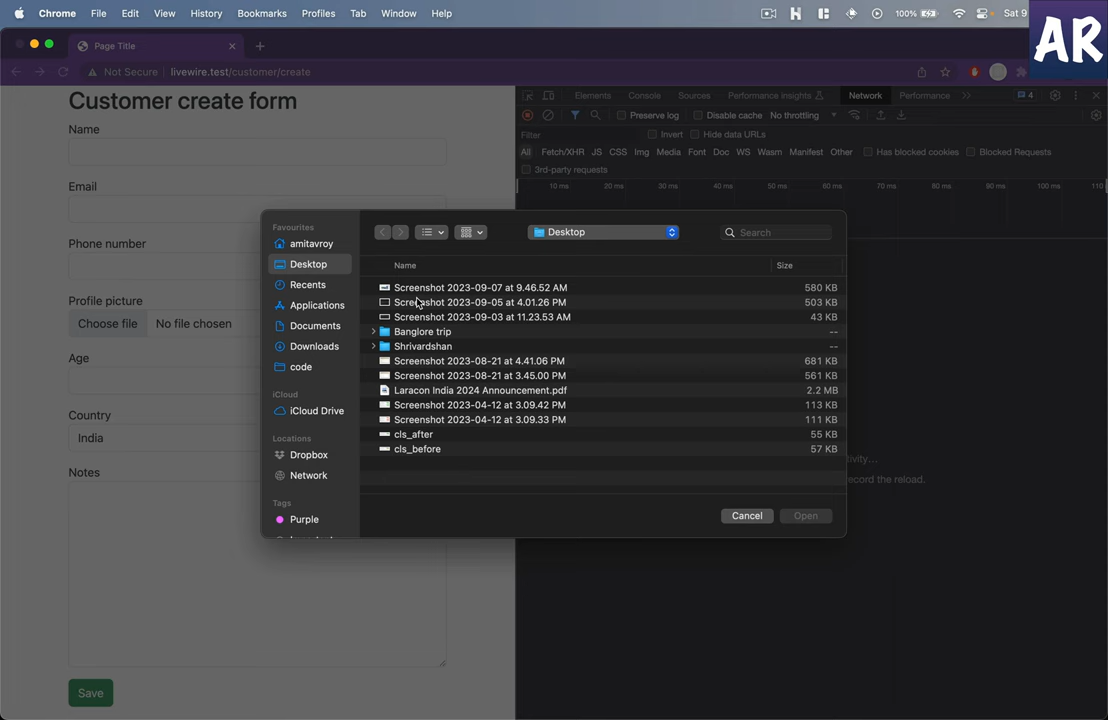 Chrome File Edit View History Bookmarks Profiles Tab Window Help 100% Sat 9
AR
Page Title
Not Secure livewire.test/customer/create
Customer create form
Name
Email
Phone number
Profile picture
Choose file No file chosen
Age
Country
India
Notes
Save
Elements Console Sources Performance insights Network Performance 4
Preserve log Disable cache No throttling
Filter Invert Hide data URLs
All Fetch/XHR JS CSS Img Media Font Doc WS Wasm Manifest Other Has blocked cookies Blocked Requests
3rd-party requests
10 ms 20 ms 30 ms 40 ms 50 ms 60 ms 70 ms 80 ms 90 ms 100 ms 110
ivity…
ecord the reload.
Favourites
amitavroy
Desktop
Recents
Applications
Documents
Downloads
code
iCloud
iCloud Drive
Locations
Dropbox
Network
Tags
Purple
Desktop Search
Name Size
Screenshot 2023-09-07 at 9.46.52 AM 580 KB
Screenshot 2023-09-05 at 4.01.26 PM 503 KB
Screenshot 2023-09-03 at 11.23.53 AM 43 KB
Banglore trip --
Shrivardshan --
Screenshot 2023-08-21 at 4.41.06 PM 681 KB
Screenshot 2023-08-21 at 3.45.00 PM 561 KB
Laracon India 2024 Announcement.pdf 2.2 MB
Screenshot 2023-04-12 at 3.09.42 PM 113 KB
Screenshot 2023-04-12 at 3.09.33 PM 111 KB
cls_after 55 KB
cls_before 57 KB
Cancel Open